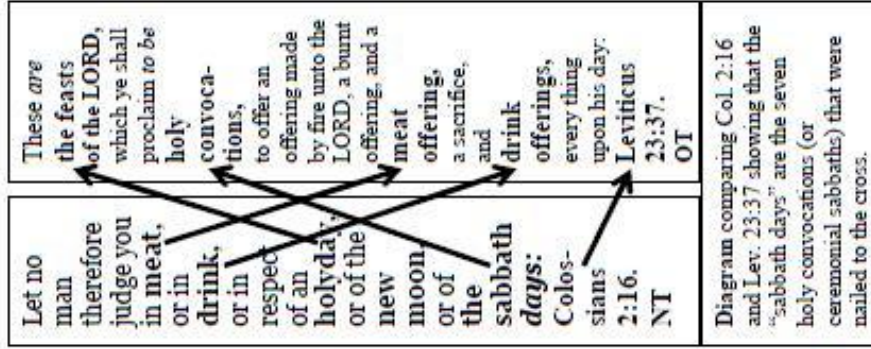 Let no
man
therefore
judge you
in meat,
or in
drink,
or in
respect
of an
holyday,
or of the
new
moon,
or of
the
sabbath
days:
Colos-
sians
2:16.
NT
These are
the feasts
of the LORD,
which ye shall
proclaim to be
holy
convoca-
tions,
to offer an
offering made
by fire unto the
LORD, a burnt
offering, and a
meat
offering,
a sacrifice,
and
drink
offerings,
every thing
upon his day:
Leviticus
23:37.
OT
Diagram comparing Col. 2:16
and Lev. 23:37 showing that the
"sabbath days" are the seven
holy convocations (or
ceremonial sabbaths) that were
nailed to the cross.